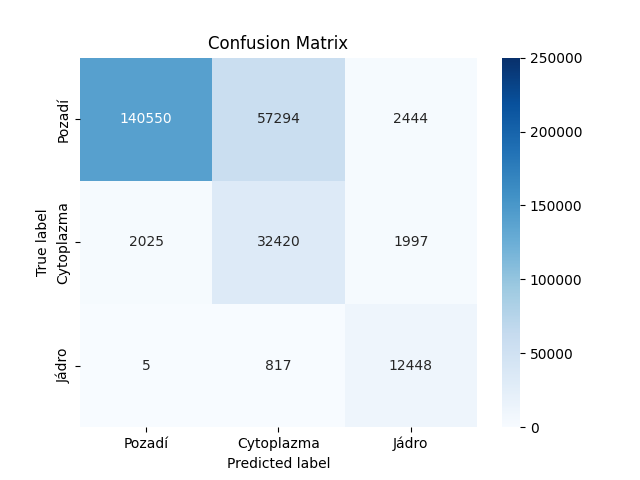 Confusion Matrix
True label
Pozadí
140550 57294 2444
Cytoplazma
2025 32420 1997
Jádro
5 817 12448
Pozadí Cytoplazma Jádro
Predicted label
250000
200000
150000
100000
50000
0